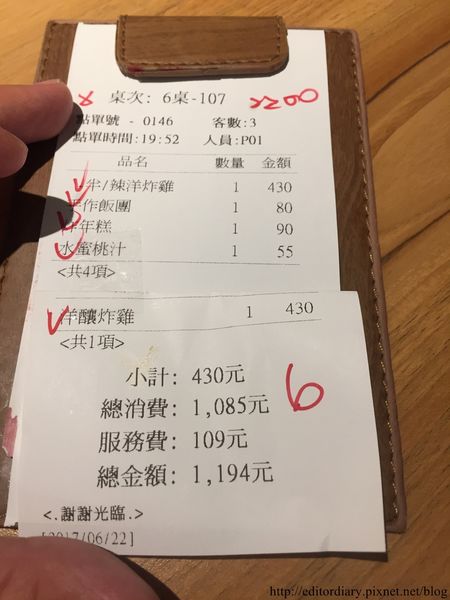 桌次: 6桌-107
2200
點單號 - 0146 客數:3
點單時間:19:52 人員:P01
品名 數量 金額
半/辣洋炸雞 1 430
手作飯團 1 80
炸年糕 1 90
水蜜桃汁 1 55
<共4項>
洋釀炸雞 1 430
<共1項>
小計: 430元
6
總消費: 1,085元
服務費: 109元
總金額: 1,194元
<.謝謝光臨.>
[2017/06/22]
http://editordiary.pixnet.net/blog